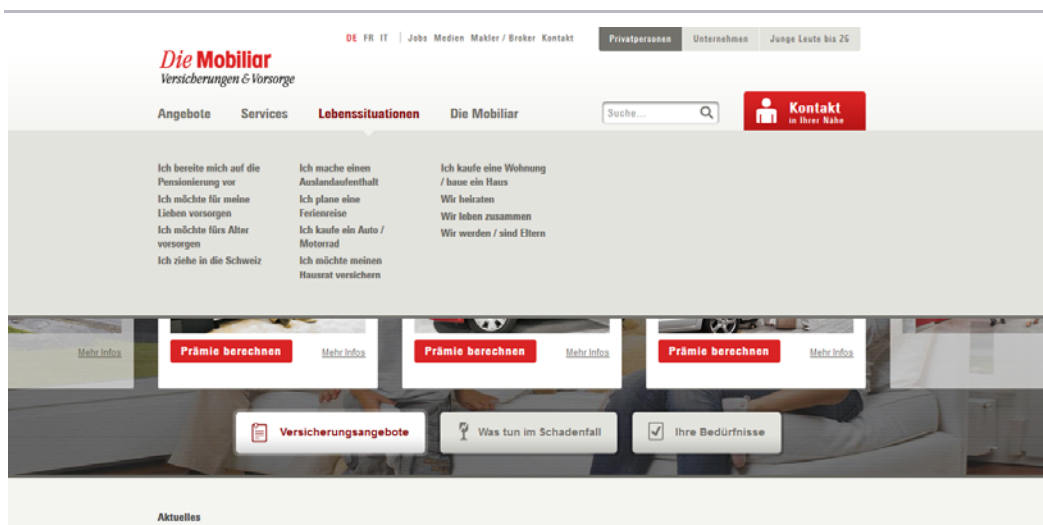 DE FR IT | Jobs Medien Makler / Broker Kontakt
Privatpersonen Unternehmen Junge Leute bis 26
Die Mobiliar
Versicherungen & Vorsorge
Angebote Services Lebenssituationen Die Mobiliar
Suche...
Kontakt
in Ihrer Nähe
Ich bereite mich auf die
Pensionierung vor
Ich möchte für meine
Lieben vorsorgen
Ich möchte fürs Alter
vorsorgen
Ich ziehe in die Schweiz
Ich mache einen
Auslandaufenthalt
Ich plane eine
Ferienreise
Ich kaufe ein Auto /
Motorrad
Ich möchte meinen
Hausrat versichern
Ich kaufe eine Wohnung
/ baue ein Haus
Wir heiraten
Wir leben zusammen
Wir werden / sind Eltern
Mehr Infos
Prämie berechnen Mehr Infos
Prämie berechnen Mehr Infos
Prämie berechnen Mehr Infos
Versicherungsangebote
Was tun im Schadenfall
Ihre Bedürfnisse
Aktuelles